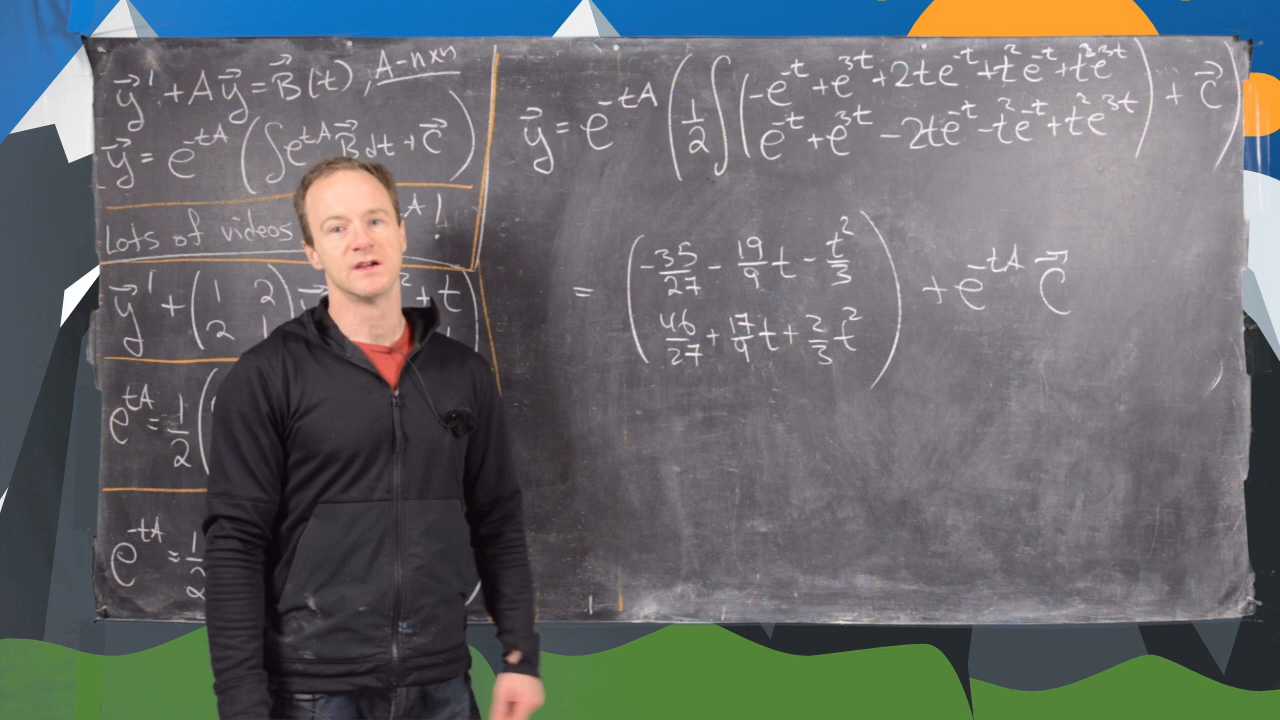 y⃗' + Ay⃗ = B⃗(t), A-n×n
y⃗ = e^{-tA} (∫e^{tA} B⃗ dt + C⃗)
Lots of videos A!
y⃗' + (1 2 + t
2
e^{tA} = 1/2 (
e^{-tA} = 1/2
y⃗ = e^{-tA} (1/2 ∫ (-e^{-t} + e^{3t} + 2te^{-t} + t²e^{-t} + t²e^{3t}
e^{-t} + e^{3t} - 2te^{-t} - t²e^{-t} + t²e^{3t}) + C⃗)
= (-35/27 - 19/9 t - t²/3
46/27 + 17/9 t + 2/3 t²) + e^{-tA} C⃗